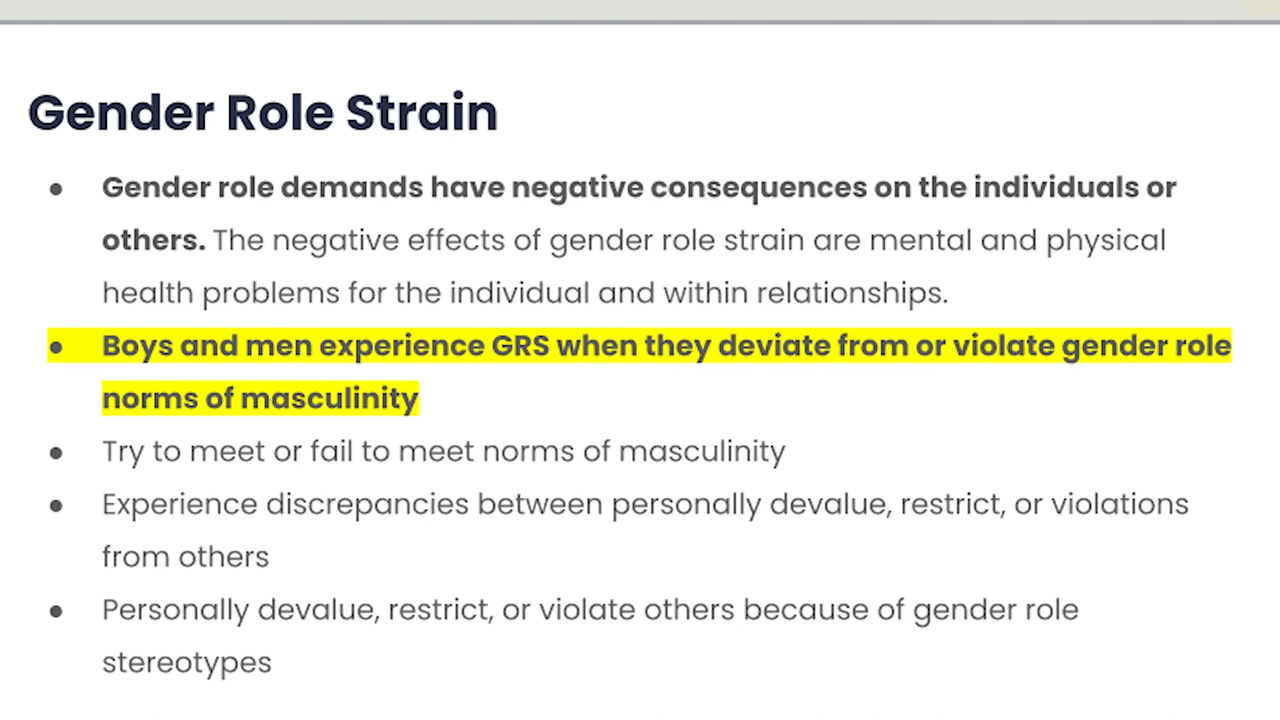 Gender Role Strain
● Gender role demands have negative consequences on the individuals or
others. The negative effects of gender role strain are mental and physical
health problems for the individual and within relationships.
● Boys and men experience GRS when they deviate from or violate gender role
norms of masculinity
● Try to meet or fail to meet norms of masculinity
● Experience discrepancies between personally devalue, restrict, or violations
from others
● Personally devalue, restrict, or violate others because of gender role
stereotypes